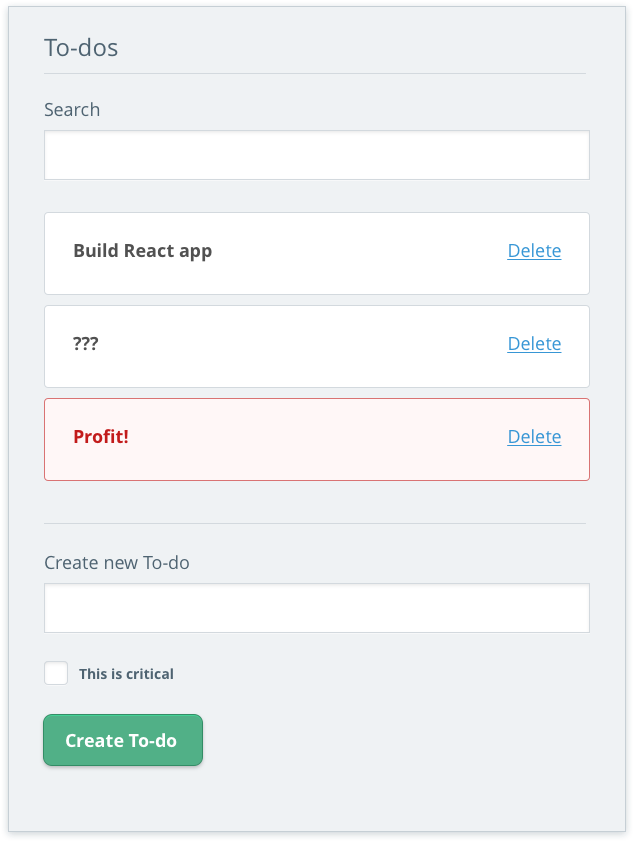 To-dos
Search
Build React app Delete
??? Delete
Profit! Delete
Create new To-do
This is critical
Create To-do